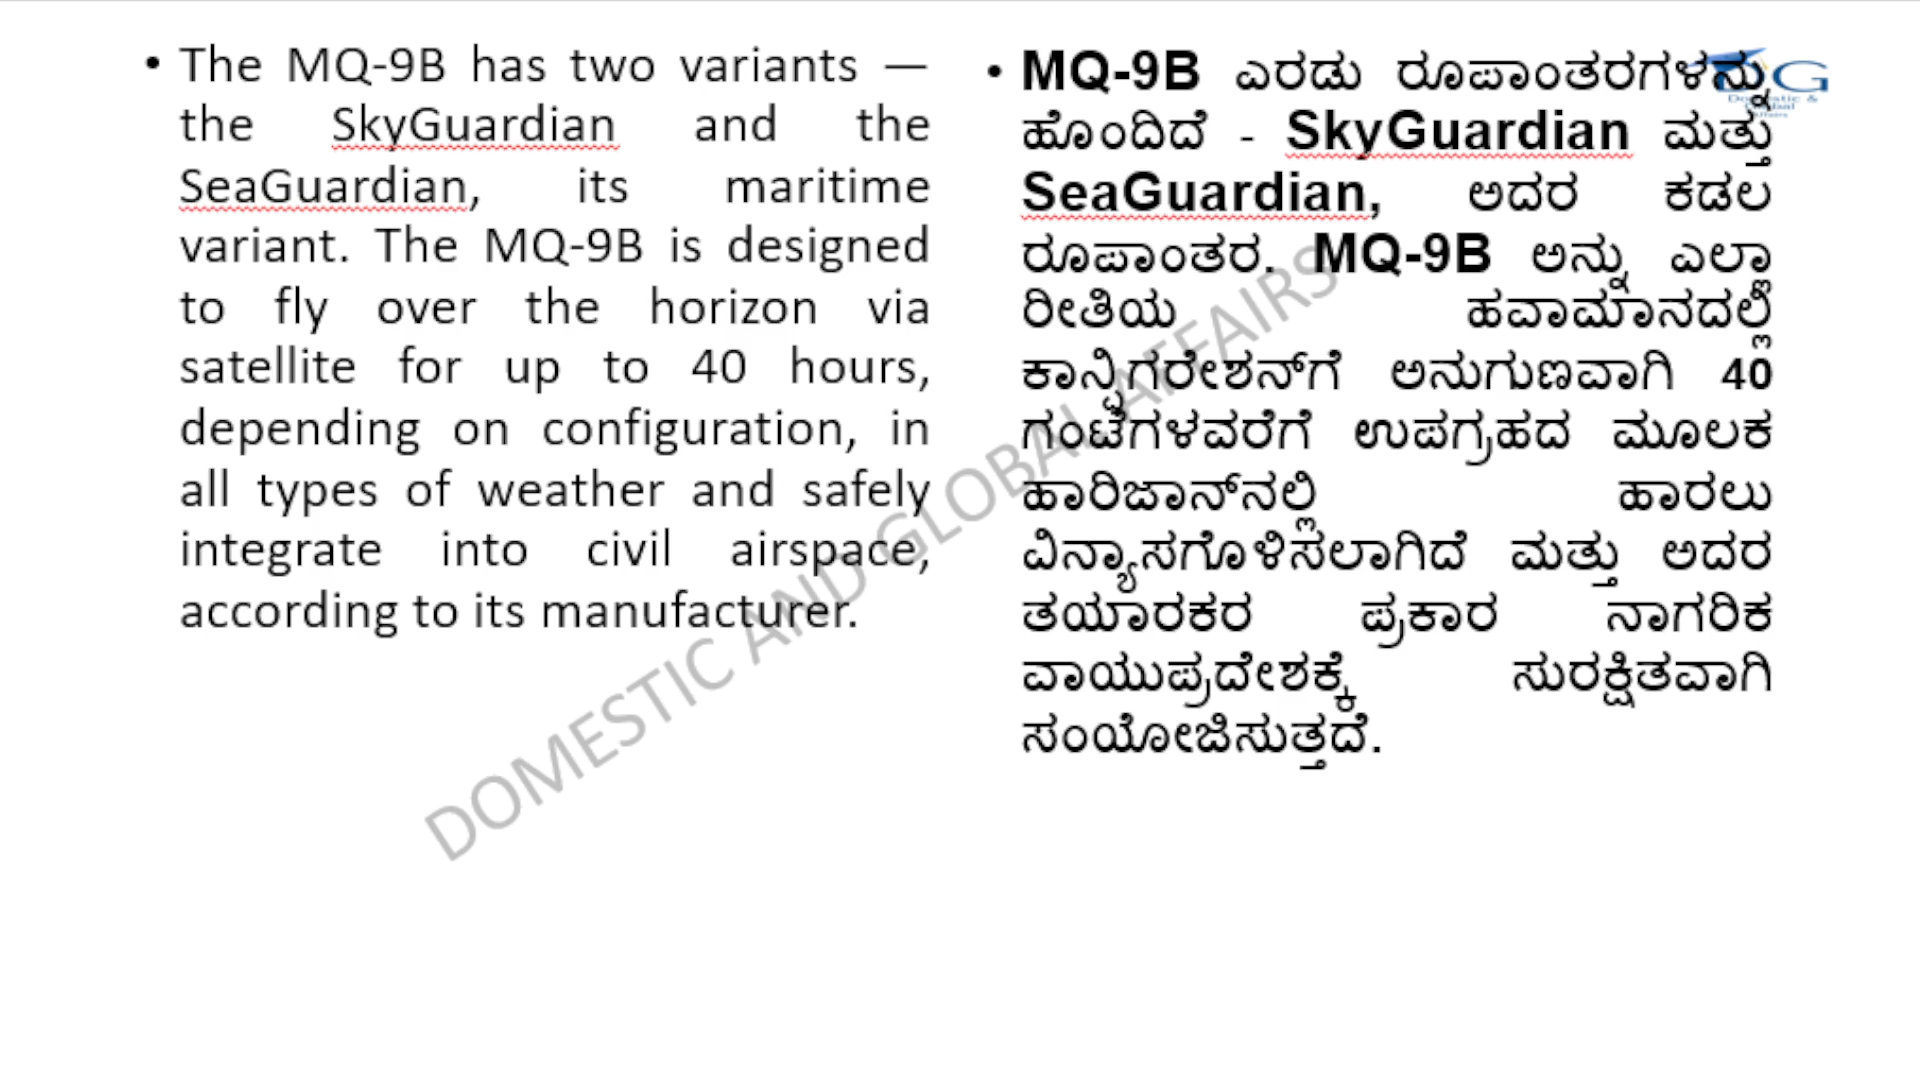 • The MQ-9B has two variants —
the SkyGuardian and the
SeaGuardian, its maritime
variant. The MQ-9B is designed
to fly over the horizon via
satellite for up to 40 hours,
depending on configuration, in
all types of weather and safely
integrate into civil airspace,
according to its manufacturer.
• MQ-9B ಎರಡು ರೂಪಾಂತರಗಳನ್ನು
ಹೊಂದಿದೆ - SkyGuardian ಮತ್ತು
SeaGuardian, ಅದರ ಕಡಲ
ರೂಪಾಂತರ. MQ-9B ಅನ್ನು ಎಲ್ಲಾ
ರೀತಿಯ ಹವಾಮಾನದಲ್ಲಿ
ಕಾನ್ಫಿಗರೇಶನ್‌ಗೆ ಅನುಗುಣವಾಗಿ 40
ಗಂಟೆಗಳವರೆಗೆ ಉಪಗ್ರಹದ ಮೂಲಕ
ಹಾರಿಜಾನ್‌ನಲ್ಲಿ ಹಾರಲು
ವಿನ್ಯಾಸಗೊಳಿಸಲಾಗಿದೆ ಮತ್ತು ಅದರ
ತಯಾರಕರ ಪ್ರಕಾರ ನಾಗರಿಕ
ವಾಯುಪ್ರದೇಶಕ್ಕೆ ಸುರಕ್ಷಿತವಾಗಿ
ಸಂಯೋಜಿಸುತ್ತದೆ.
DOMESTIC AND GLOBAL AFFAIRS
G
Domestic &
Global
Affairs